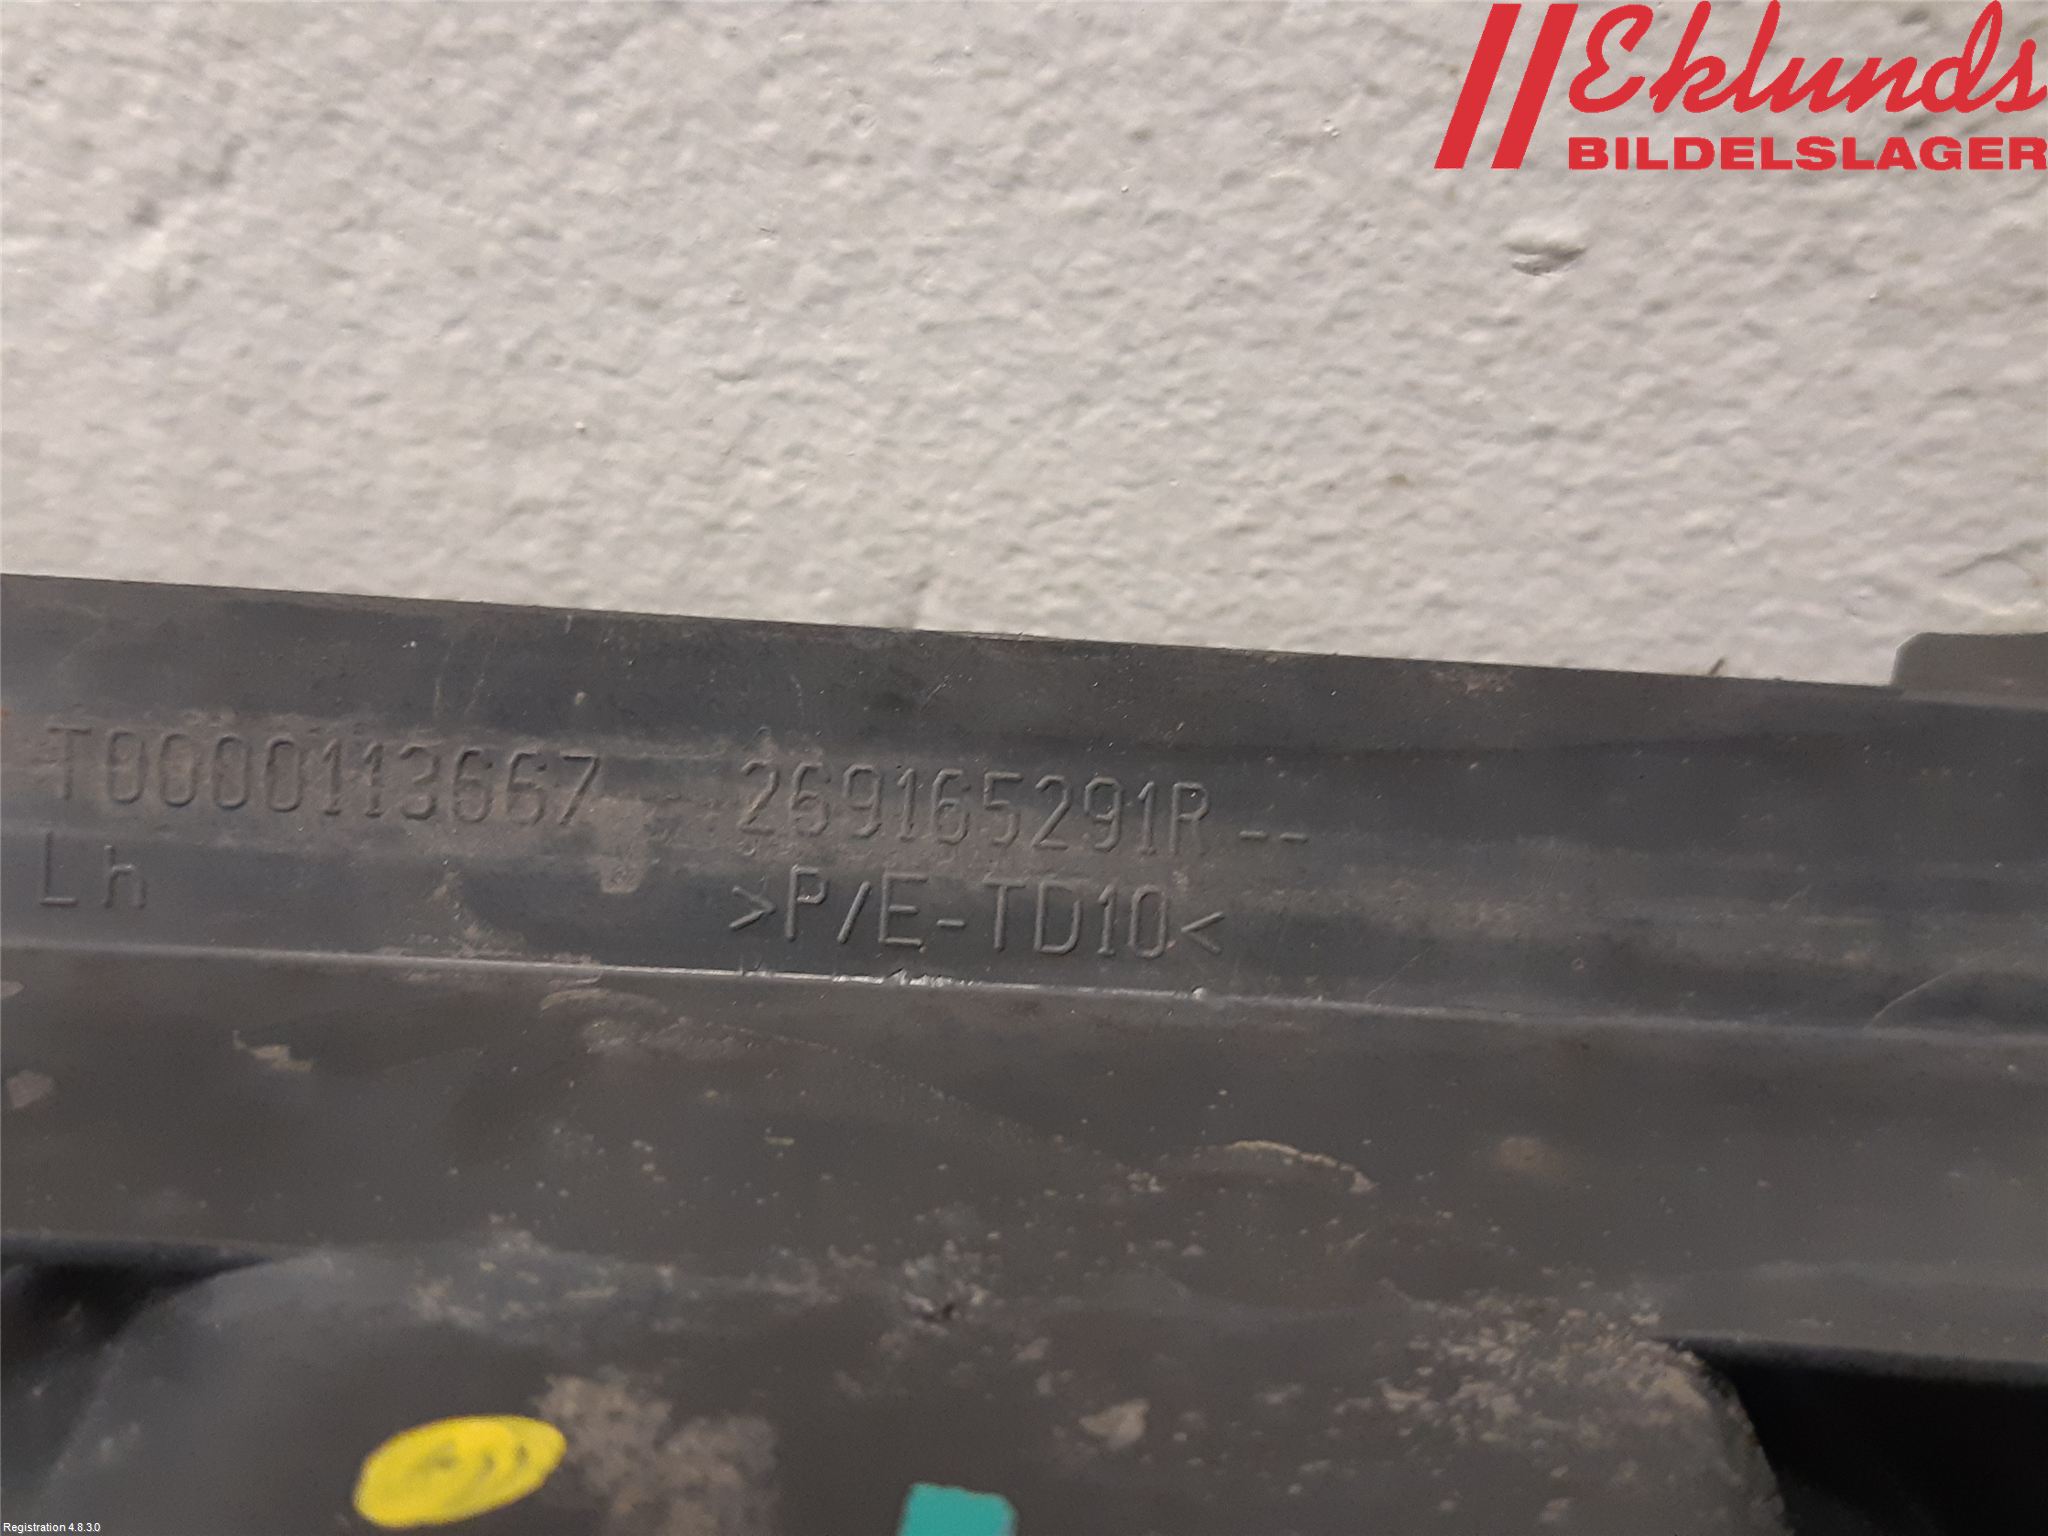 Eklunds
BILDELSLAGER
T0000113667 269165291R--
Lh >P/E-TD10<
Registration 4.8.3.0